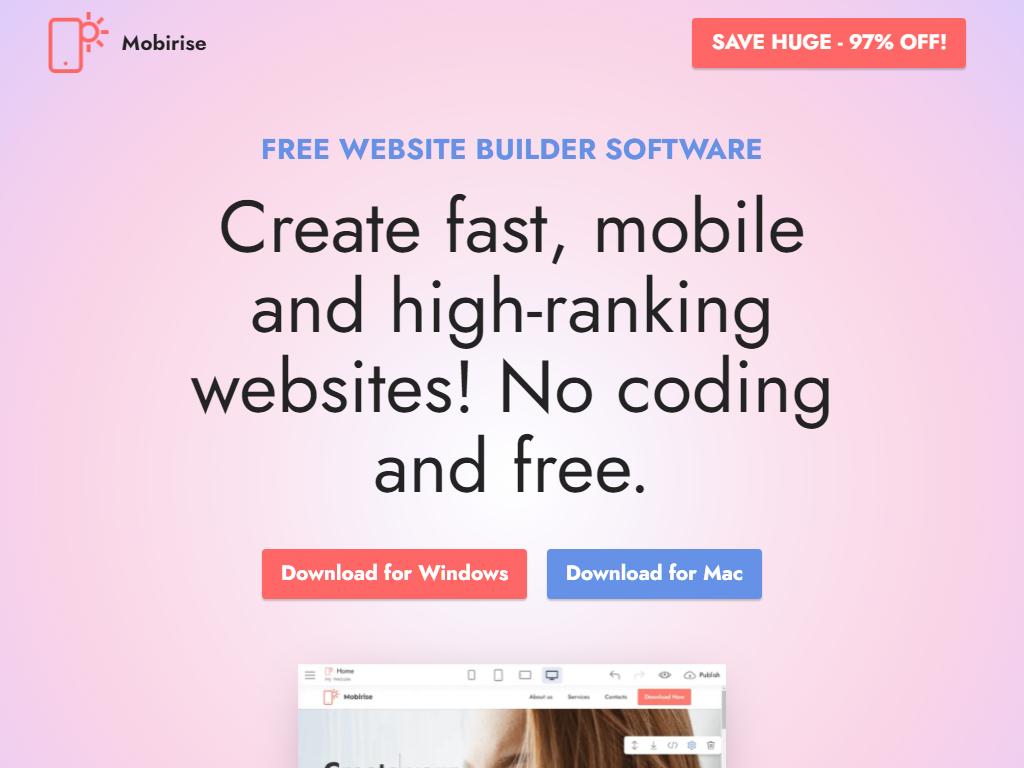 Mobirise
SAVE HUGE - 97% OFF!
FREE WEBSITE BUILDER SOFTWARE
Create fast, mobile
and high-ranking
websites! No coding
and free.
Download for Windows
Download for Mac
Home
My Website
Publish
Mobirise
About us
Services
Contacts
Download Now